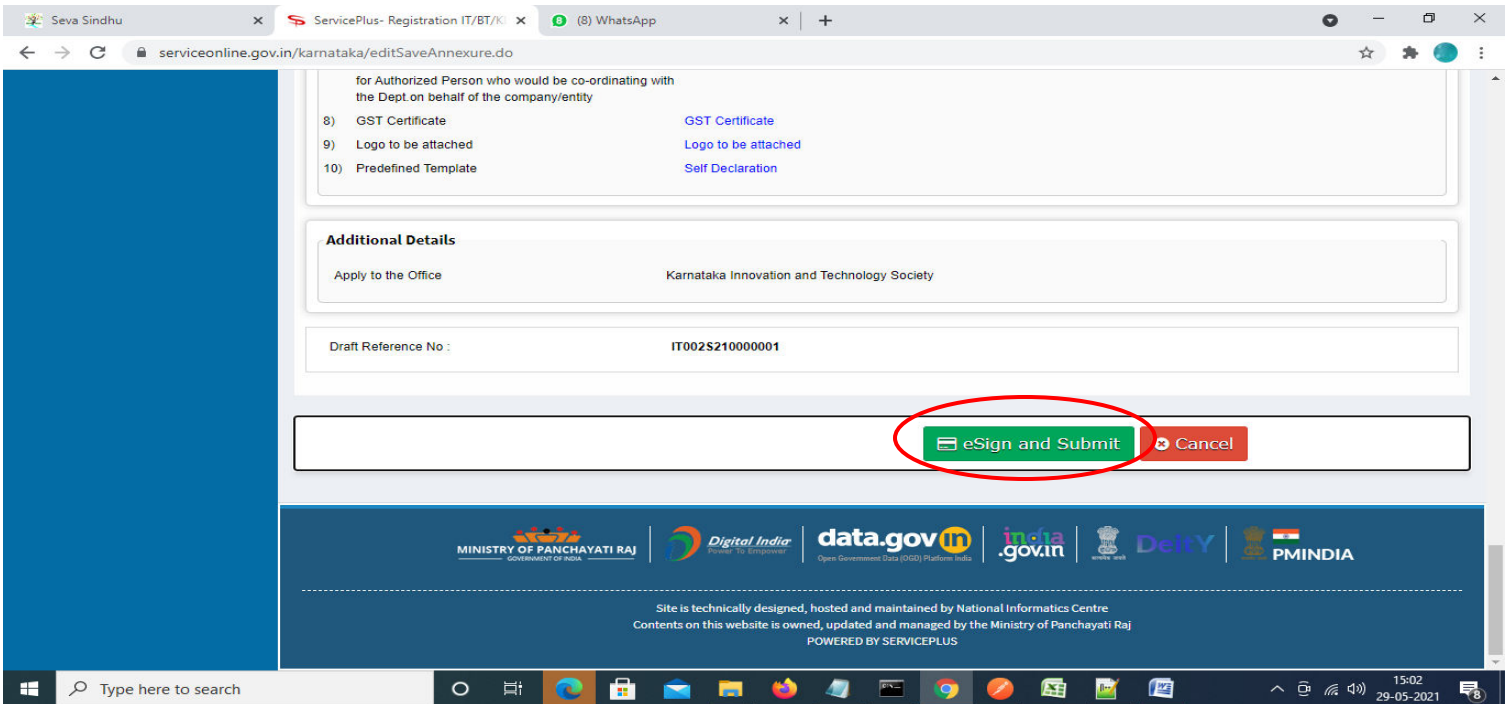 Seva Sindhu
ServicePlus- Registration IT/BT/K
(8) WhatsApp
serviceonline.gov.in/karnataka/editSaveAnnexure.do
for Authorized Person who would be co-ordinating with
the Dept.on behalf of the company/entity
8) GST Certificate GST Certificate
9) Logo to be attached Logo to be attached
10) Predefined Template Self Declaration
Additional Details
Apply to the Office Karnataka Innovation and Technology Society
Draft Reference No : IT002S210000001
eSign and Submit Cancel
MINISTRY OF PANCHAYATI RAJ
GOVERNMENT OF INDIA
Digital India
Power To Empower
data.gov in
Open Government Data (OGD) Platform India
india
.gov.in
सत्यमेव जयते
DeitY
PMINDIA
Site is technically designed, hosted and maintained by National Informatics Centre
Contents on this website is owned, updated and managed by the Ministry of Panchayati Raj
POWERED BY SERVICEPLUS
Type here to search
15:02
29-05-2021
8